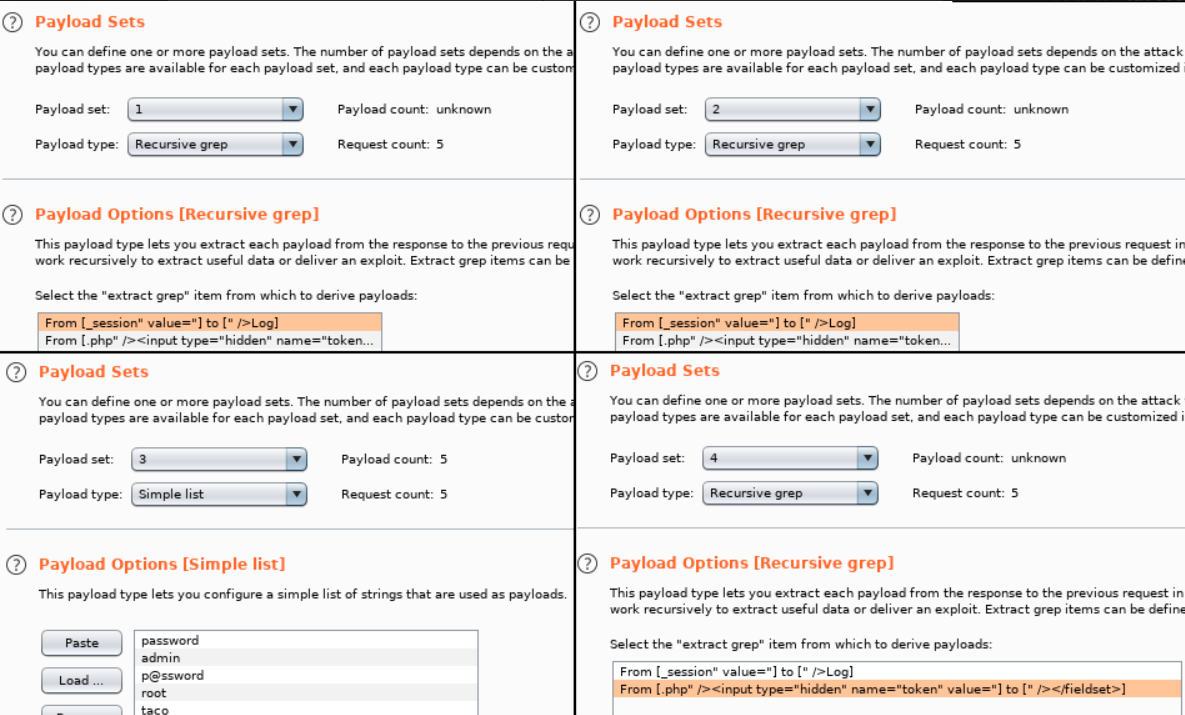 Payload Sets
You can define one or more payload sets. The number of payload sets depends on the a
payload types are available for each payload set, and each payload type can be custom
Payload set: 1 Payload count: unknown
Payload type: Recursive grep Request count: 5
Payload Options [Recursive grep]
This payload type lets you extract each payload from the response to the previous requ
work recursively to extract useful data or deliver an exploit. Extract grep items can be
Select the "extract grep" item from which to derive payloads:
From [_session" value="] to [" />Log]
From [.php" /><input type="hidden" name="token...
Payload Sets
You can define one or more payload sets. The number of payload sets depends on the attack
payload types are available for each payload set, and each payload type can be customized i
Payload set: 2 Payload count: unknown
Payload type: Recursive grep Request count: 5
Payload Options [Recursive grep]
This payload type lets you extract each payload from the response to the previous request in
work recursively to extract useful data or deliver an exploit. Extract grep items can be define
Select the "extract grep" item from which to derive payloads:
From [_session" value="] to [" />Log]
From [.php" /><input type="hidden" name="token...
Payload Sets
You can define one or more payload sets. The number of payload sets depends on the a
payload types are available for each payload set, and each payload type can be custor
Payload set: 3 Payload count: 5
Payload type: Simple list Request count: 5
Payload Options [Simple list]
This payload type lets you configure a simple list of strings that are used as payloads.
Paste
Load ...
password
admin
p@ssword
root
taco
Payload Sets
You can define one or more payload sets. The number of payload sets depends on the attack
payload types are available for each payload set, and each payload type can be customized i
Payload set: 4 Payload count: unknown
Payload type: Recursive grep Request count: 5
Payload Options [Recursive grep]
This payload type lets you extract each payload from the response to the previous request in
work recursively to extract useful data or deliver an exploit. Extract grep items can be define
Select the "extract grep" item from which to derive payloads:
From [_session" value="] to [" />Log]
From [.php" /><input type="hidden" name="token" value="] to [" /></fieldset>]